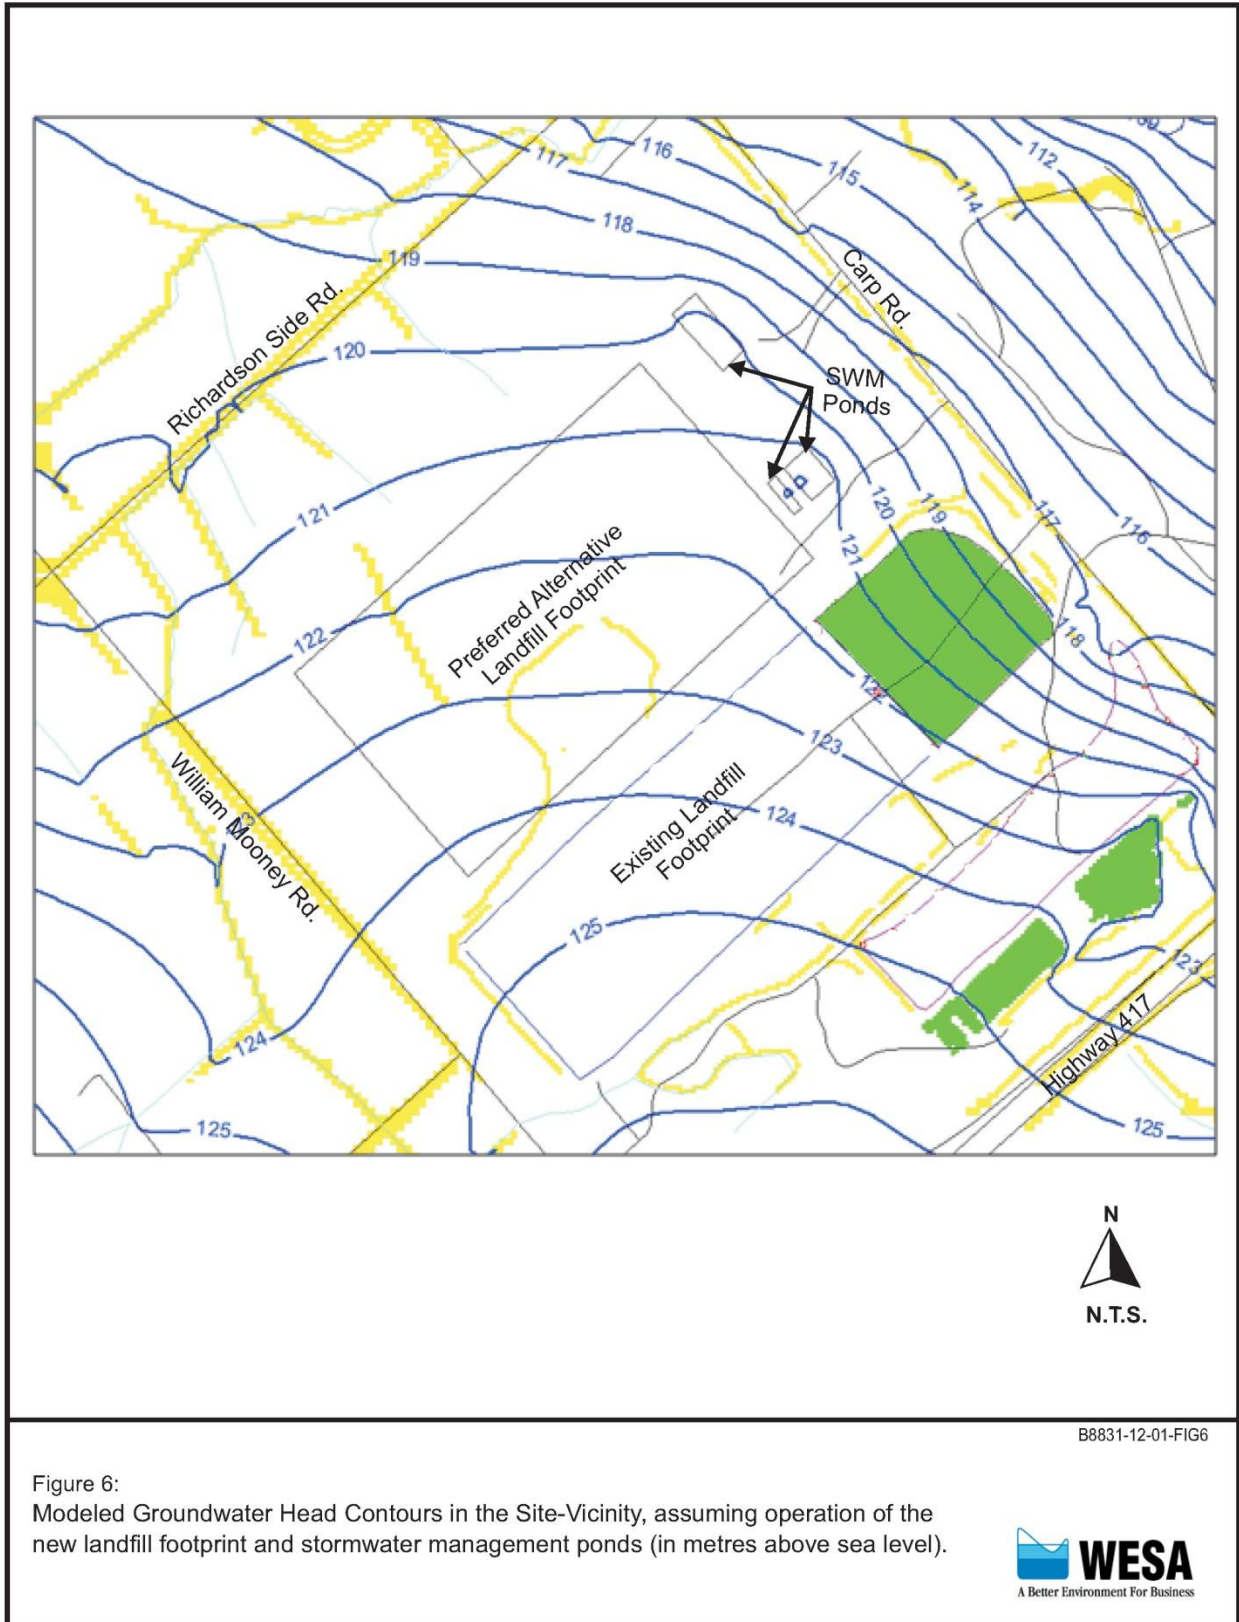 117
116
115
112
114
118
119
Carp Rd.
Richardson Side Rd.
120
SWM
Ponds
121
120
119
117
116
121
Preferred Alternative
Landfill Footprint
122
118
122
123
William Mooney Rd.
Existing Landfill
Footprint
124
125
123
Highway 417
124
125
125
N
N.T.S.
B8831-12-01-FIG6
Figure 6:
Modeled Groundwater Head Contours in the Site-Vicinity, assuming operation of the
new landfill footprint and stormwater management ponds (in metres above sea level).
WESA
A Better Environment For Business